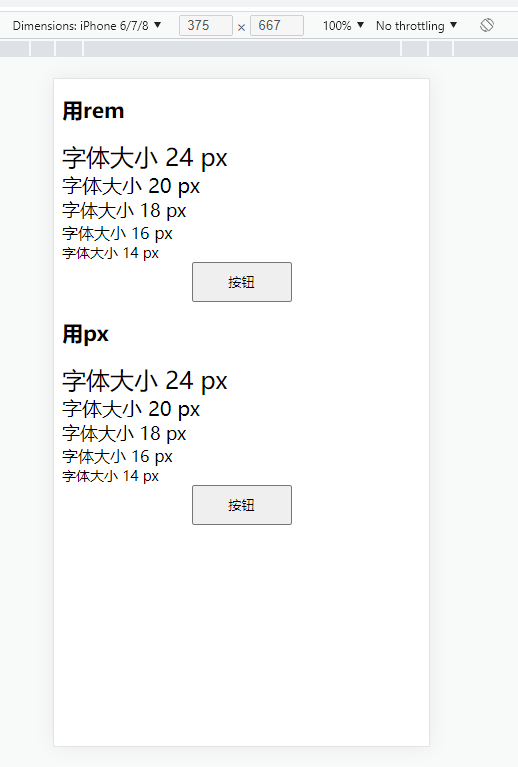 Dimensions: iPhone 6/7/8 ▼ 375 × 667 100% ▼ No throttling ▼
用rem
字体大小 24 px
字体大小 20 px
字体大小 18 px
字体大小 16 px
字体大小 14 px
按钮
用px
字体大小 24 px
字体大小 20 px
字体大小 18 px
字体大小 16 px
字体大小 14 px
按钮